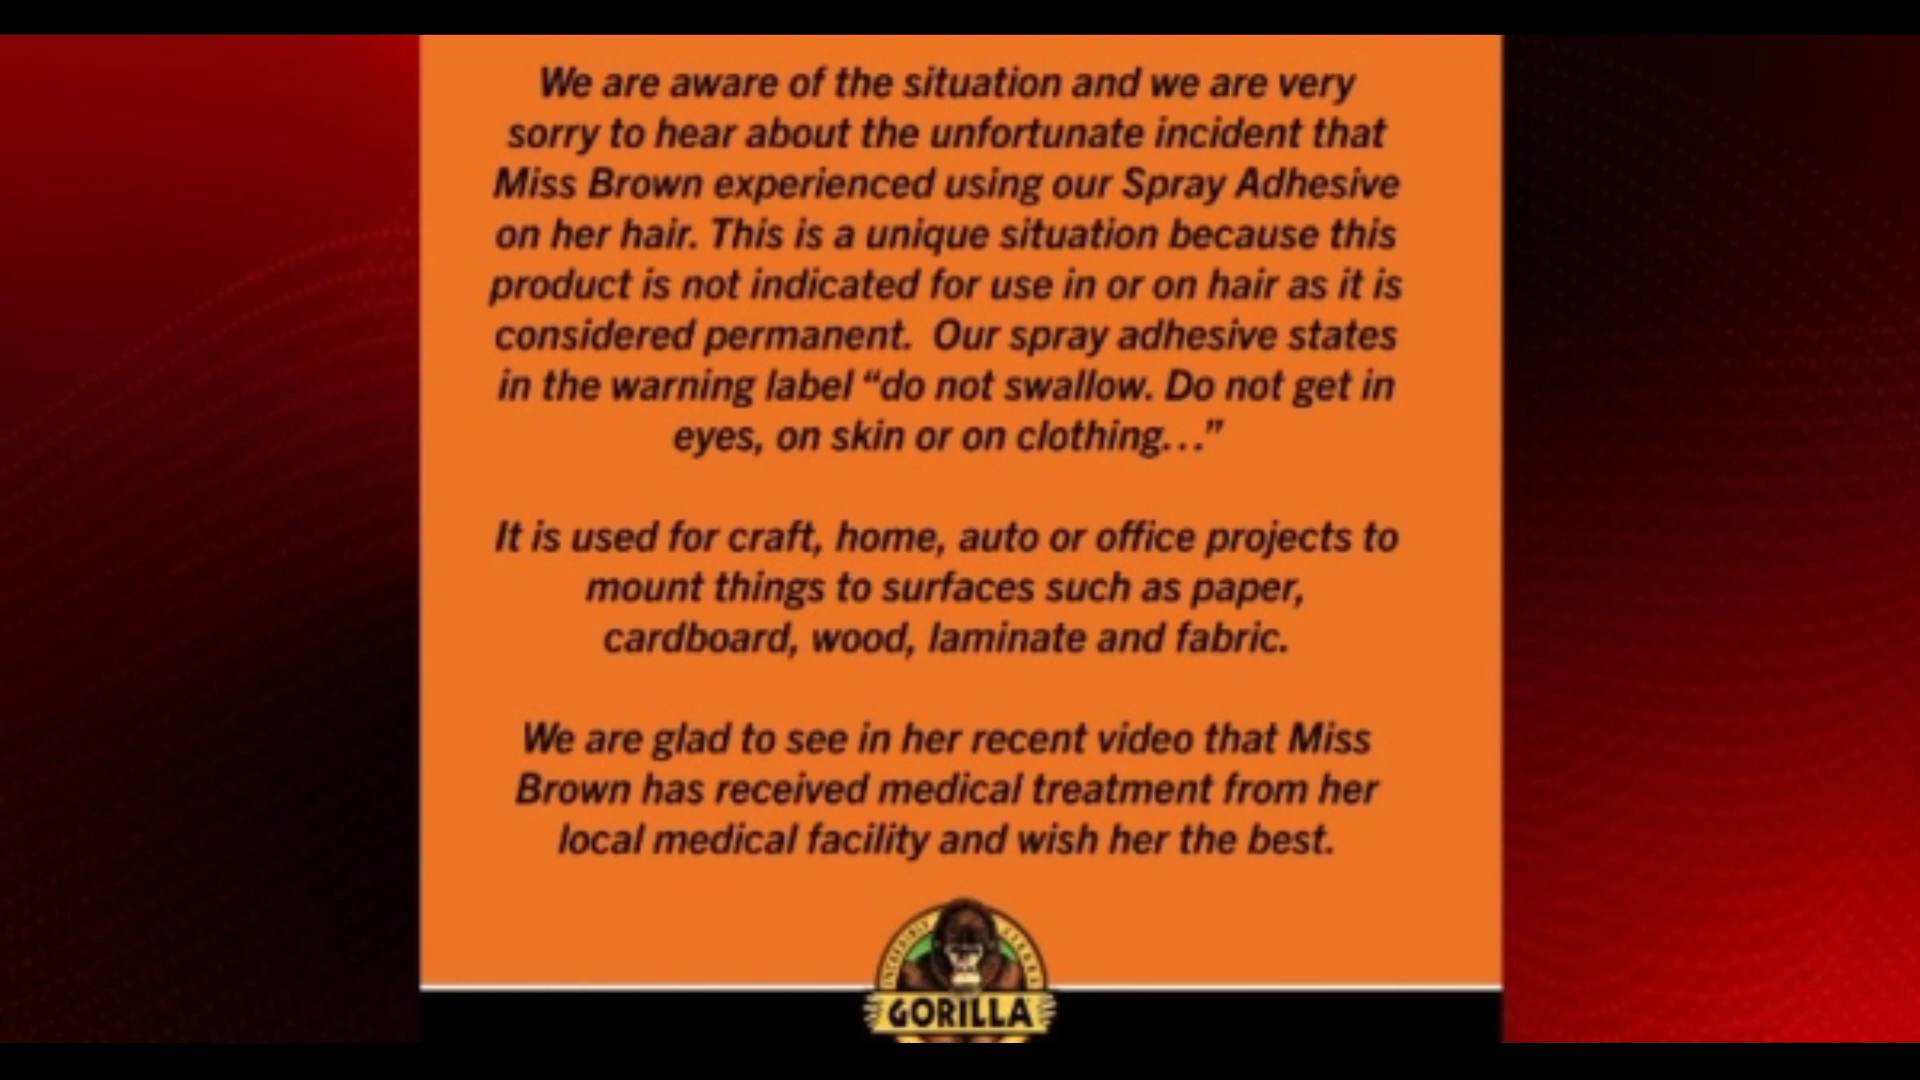 We are aware of the situation and we are very
sorry to hear about the unfortunate incident that
Miss Brown experienced using our Spray Adhesive
on her hair. This is a unique situation because this
product is not indicated for use in or on hair as it is
considered permanent.  Our spray adhesive states
in the warning label “do not swallow. Do not get in
eyes, on skin or on clothing…”
It is used for craft, home, auto or office projects to
mount things to surfaces such as paper,
cardboard, wood, laminate and fabric.
We are glad to see in her recent video that Miss
Brown has received medical treatment from her
local medical facility and wish her the best.
GORILLA